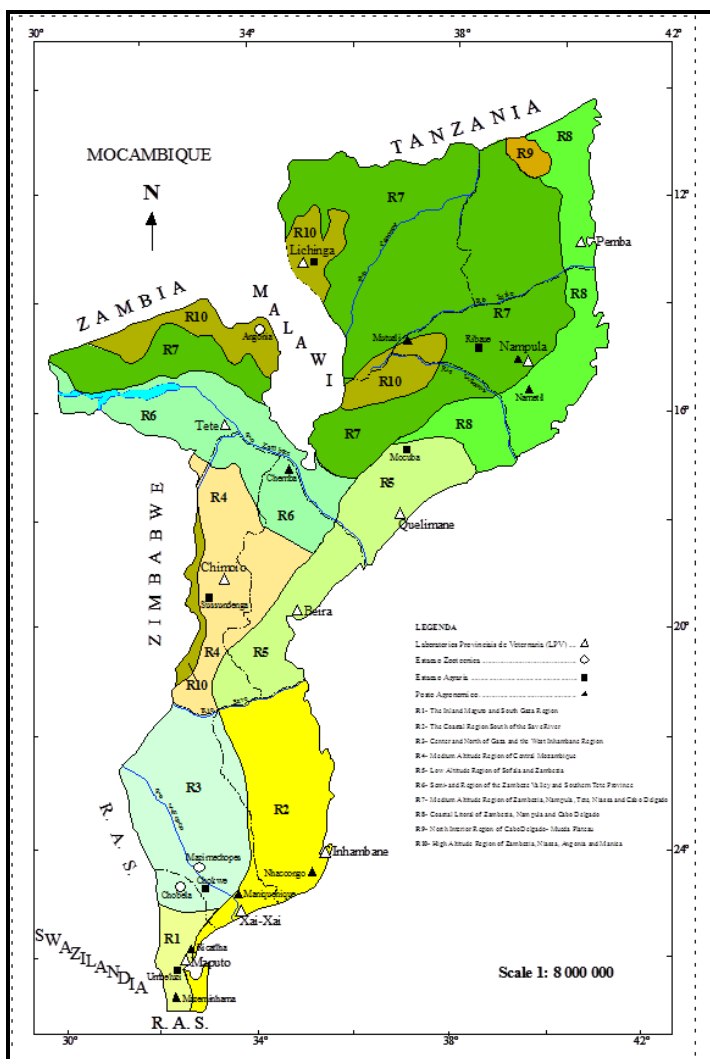 30°
34°
38°
42°
TANZANIA
R8
MOCAMBIQUE
R9
N
R7
12°
R10
Lichinga
Pemba
ZAMBIA
MALAWI
R10
R8
Angonia
R7
R7
Mutuali
Ribaue
Nampula
R10
Nametil
R6
16°
Tete
R7
R8
Mocuba
Chemba
R4
R5
R6
Quelimane
ZIMBABWE
Chimoio
Sussundenga
Beira
LEGENDA
20°
R4
R5
Laboratorios Provinciais de Veterinaria (LPV)
Estacao Zootecnica
R10
Estacao Agraria
Posto Agronomico
R1- The Inland Maputo and South Gaza Region
R2- The Coastal Region South of the Save River
R3- Center and North of Gaza and the West Inhambane Region
R4- Medium Altitude Region of Central Mozambique
R5- Low Altitude Region of Sofala and Zambezia
R6- Semi-arid Region of the Zambeze Valley and Southern Tete Province
R7- Medium Altitude Region of Zambezia, Nampula, Tete, Niassa and Cabo Delgado
R8- Coastal Litoral of Zambezia, Nampula and Cabo Delgado
R9- North Interior Region of Cabo Delgado- Mueda Plateau
R10- High Altitude Region of Zambezia, Niassa, Angonia and Manica
R3
R2
R. A. S.
Inhambane
24°
Chokwe
Chobela
Maniquenique
Xai-Xai
R1
SWAZILANDIA
Maputo
Umbeluzi
Scale 1: 8 000 000
R. A. S.
30°
34°
38°
42°